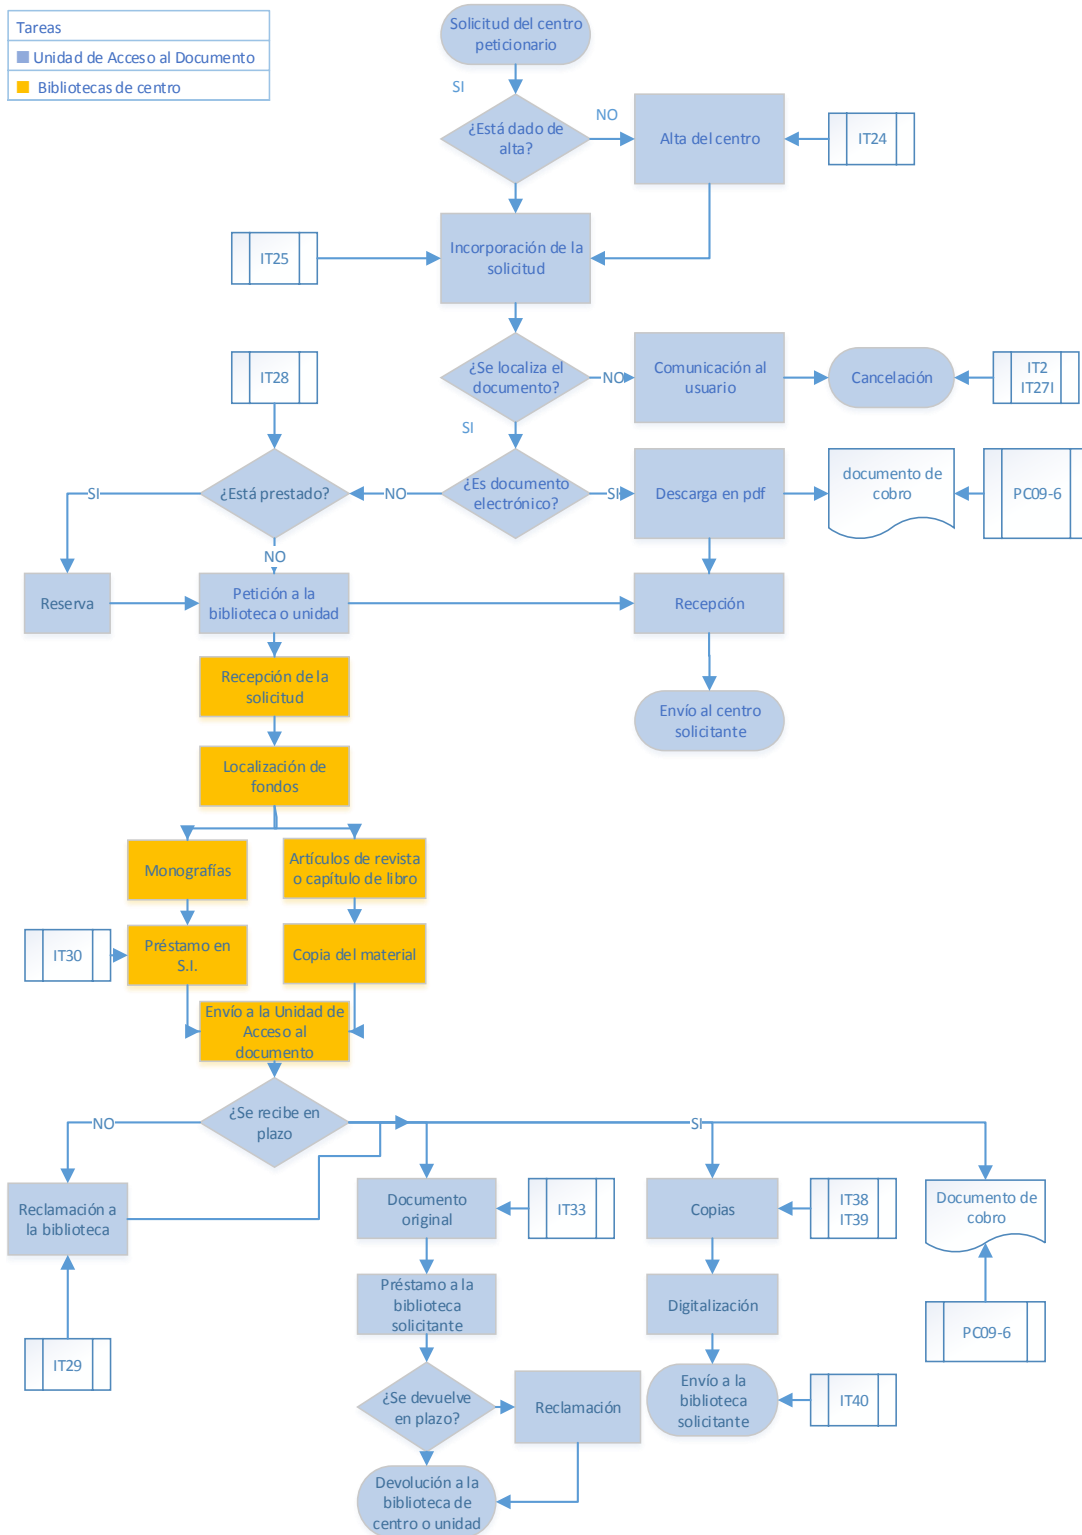 Tareas
Unidad de Acceso al Documento
Bibliotecas de centro
Solicitud del centro
peticionario
SI
¿Está dado de
alta?
NO
Alta del centro
IT24
IT25
Incorporación de la
solicitud
IT28
¿Se localiza el
documento?
NO
Comunicación al
usuario
Cancelación
IT2
IT27I
SI
SI
¿Está prestado?
NO
¿Es documento
electrónico?
SI
Descarga en pdf
documento de
cobro
PC09-6
NO
Reserva
Petición a la
biblioteca o unidad
Recepción
Recepción de la
solicitud
Envío al centro
solicitante
Localización de
fondos
Monografías
Artículos de revista
o capítulo de libro
IT30
Préstamo en
S.I.
Copia del material
Envío a la Unidad de
Acceso al
documento
NO
¿Se recibe en
plazo
SI
Reclamación a
la biblioteca
Documento
original
IT33
Copias
IT38
IT39
Documento de
cobro
IT29
Préstamo a la
biblioteca
solicitante
Digitalización
PC09-6
¿Se devuelve
en plazo?
Reclamación
Envío a la
biblioteca
solicitante
IT40
Devolución a la
biblioteca de
centro o unidad